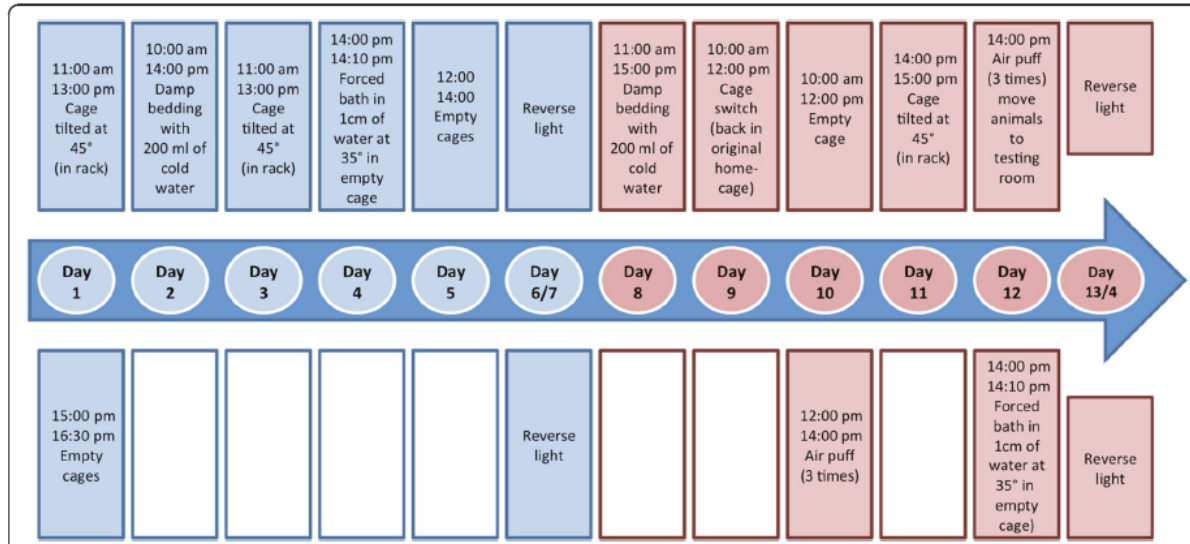 11:00 am
13:00 pm
Cage
tilted at
45°
(in rack)
10:00 am
14:00 pm
Damp
bedding
with
200 ml of
cold
water
11:00 am
13:00 pm
Cage
tilted at
45°
(in rack)
14:00 pm
14:10 pm
Forced
bath in
1cm of
water at
35° in
empty
cage
12:00
14:00
Empty
cages
Reverse
light
11:00 am
15:00 pm
Damp
bedding
with
200 ml of
cold
water
10:00 am
12:00 pm
Cage
switch
(back in
original
home-
cage)
10:00 am
12:00 pm
Empty
cage
14:00 pm
15:00 pm
Cage
tilted at
45°
(in rack)
14:00 pm
Air puff
(3 times)
move
animals
to
testing
room
Reverse
light
Day
1
Day
2
Day
3
Day
4
Day
5
Day
6/7
Day
8
Day
9
Day
10
Day
11
Day
12
Day
13/4
15:00 pm
16:30 pm
Empty
cages
Reverse
light
12:00 pm
14:00 pm
Air puff
(3 times)
14:00 pm
14:10 pm
Forced
bath in
1cm of
water at
35° in
empty
cage)
Reverse
light